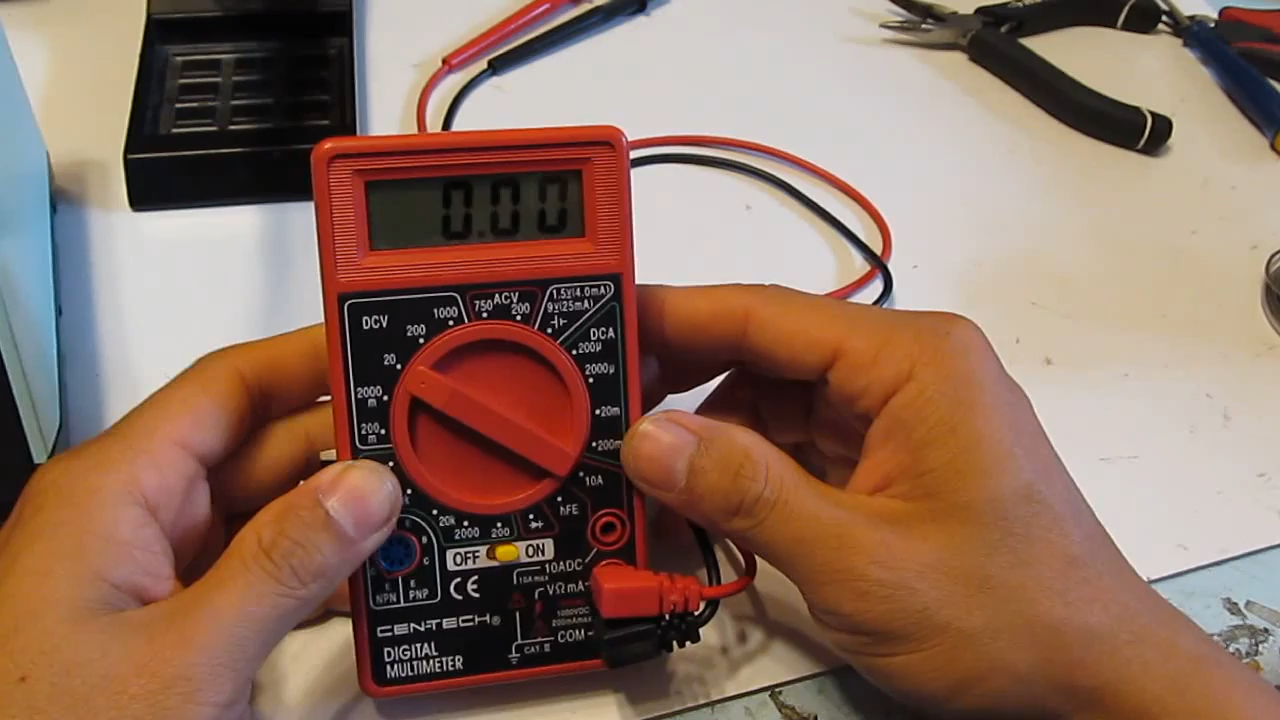 0.00
DCV
1000
750 ACV 200
1.5v(4.0mA)
9v(25mA)
200
DCA
20
200µ
2000µ
2000
m
20m
200
m
200m
10A
k
20k
2000
200
hFE
OFF ON
E
B
C
C
E E
NPN PNP
10ADC
10A max
VΩmA
1000VDC
200mAmax
COM
CAT. II
CE
CEN-TECH®
DIGITAL
MULTIMETER